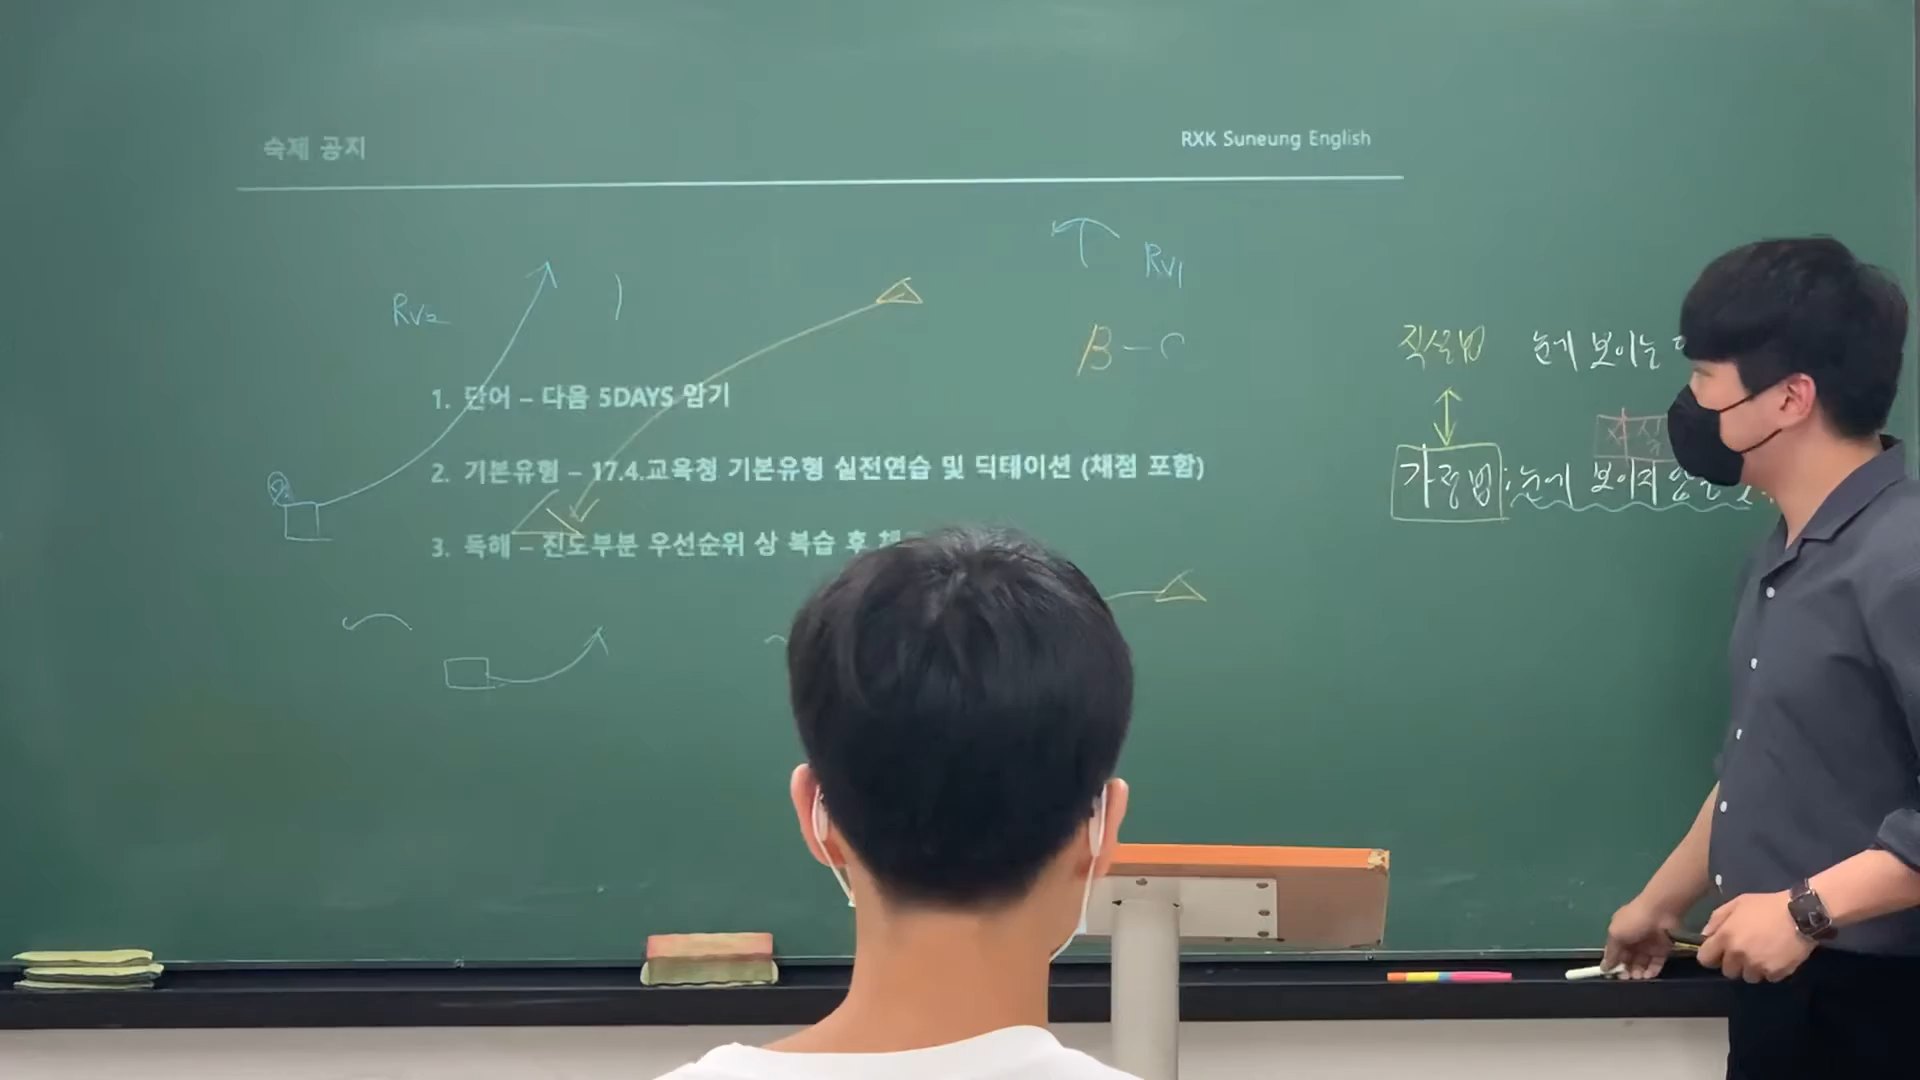 숙제 공지
RXK Suneung English
Rv1
Rv2
B - C
1. 단어 – 다음 5DAYS 암기
2. 기본유형 – 17.4.교육청 기본유형 실전연습 및 딕테이션 (채점 포함)
3. 독해 – 진도부분 우선순위 상 복습 후
직설법 눈에 보이는
가정법: 눈에 보이지 않는